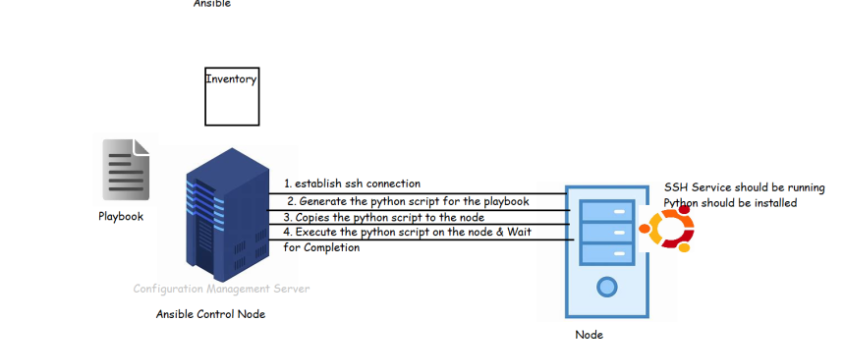 Ansible
Inventory
1. establish ssh connection
2. Generate the python script for the playbook
3. Copies the python script to the node
4. Execute the python script on the node & Wait
for Completion
SSH Service should be running
Python should be installed
Playbook
Configuration Management Server
Ansible Control Node
Node